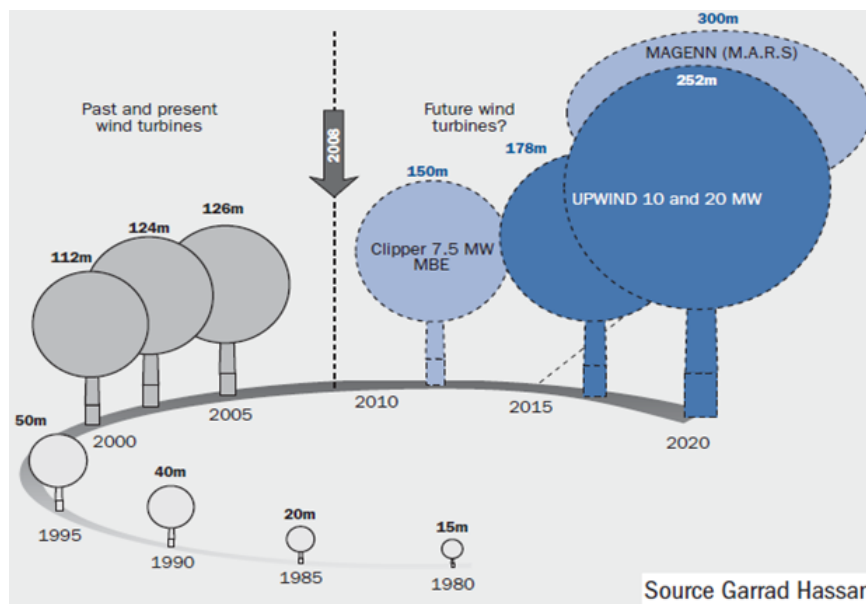 300m
MAGENN (M.A.R.S)
252m
Past and present
wind turbines
2008
Future wind
turbines?
178m
150m
UPWIND 10 and 20 MW
126m
124m
112m
Clipper 7.5 MW
MBE
2010
2005
2015
2000
2020
50m
40m
20m
15m
1995
1990
1985
1980
Source Garrad Hassan